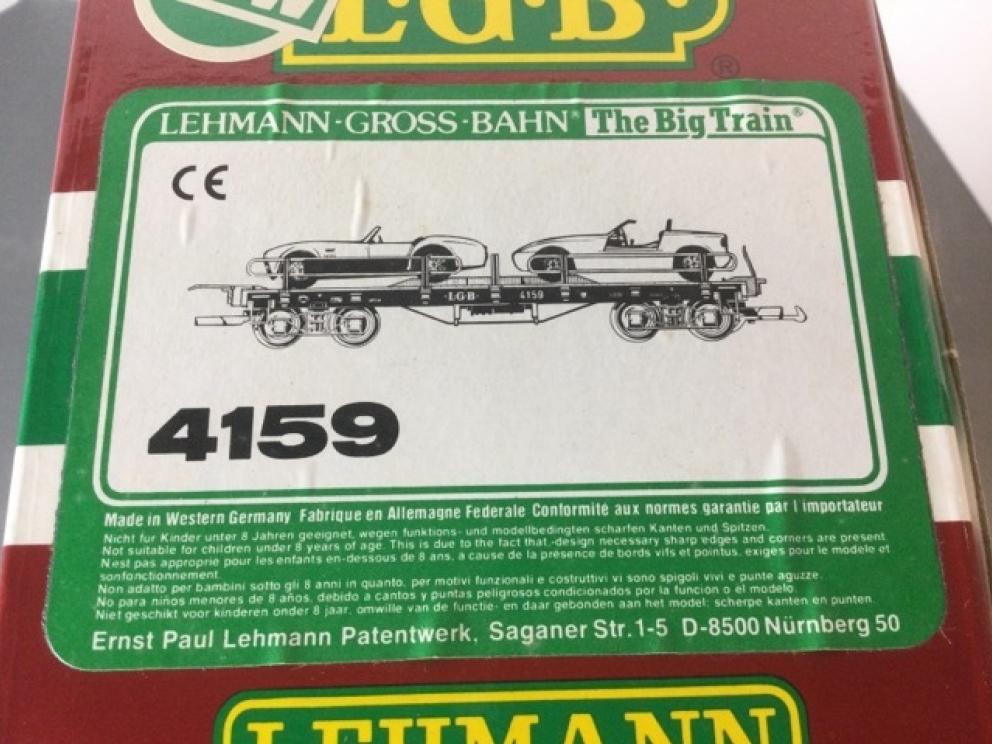 L·G·B
®
LEHMANN·GROSS·BAHN® The Big Train®
CE
L·G·B 4159
4159
Made in Western Germany Fabrique en Allemagne Federale Conformité aux normes garantie par l'importateur
Nicht fur Kinder unter 8 Jahren geeignet, wegen funktions- und modellbedingten scharfen Kanten und Spitzen.
Not suitable for children under 8 years of age. This is due to the fact that,-design necessary sharp edges and corners are present.
N'est pas approprie pour les enfants en-dessous de 8 ans, à cause de la presence de bords vifs et pointus, exiges pour le modele et
sonfonctionnement.
Non adatto per bambini sotto gli 8 anni in quanto, per motivi funzionali e costruttivi vi sono spigoli vivi e punte aguzze.
No para niños menores de 8 años, debido a cantos y puntas peligrosos condicionados por la funcion o el modelo.
Niet geschikt voor kinderen onder 8 jaar, omwille van de functie- en daar gebonden aan het model: scherpe kanten en punten.
Ernst Paul Lehmann Patentwerk, Saganer Str. 1-5 D-8500 Nürnberg 50
LEHMANN